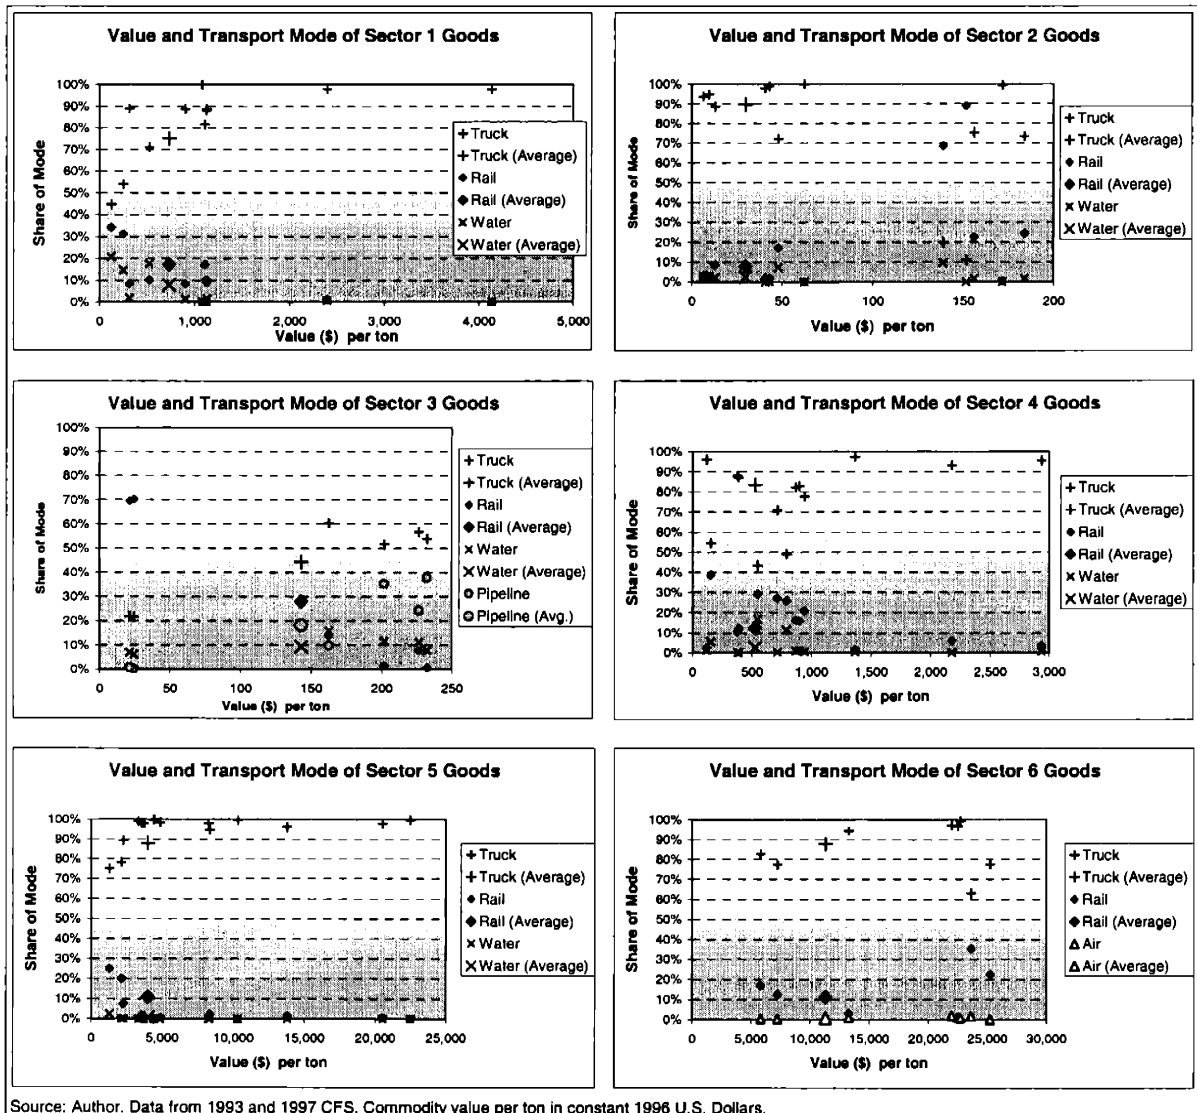 Value and Transport Mode of Sector 1 Goods
100%
90%
80%
70%
60%
50%
40%
30%
20%
10%
0%
Share of Mode
0 1,000 2,000 3,000 4,000 5,000
Value ($) per ton
Truck
Truck (Average)
Rail
Rail (Average)
Water
Water (Average)
Value and Transport Mode of Sector 2 Goods
100%
90%
80%
70%
60%
50%
40%
30%
20%
10%
0%
Share of Mode
0 50 100 150 200
Value ($) per ton
Truck
Truck (Average)
Rail
Rail (Average)
Water
Water (Average)
Value and Transport Mode of Sector 3 Goods
100%
90%
80%
70%
60%
50%
40%
30%
20%
10%
0%
Share of Mode
0 50 100 150 200 250
Value ($) per ton
Truck
Truck (Average)
Rail
Rail (Average)
Water
Water (Average)
Pipeline
Pipeline (Avg.)
Value and Transport Mode of Sector 4 Goods
100%
90%
80%
70%
60%
50%
40%
30%
20%
10%
0%
Share of Mode
0 500 1,000 1,500 2,000 2,500 3,000
Value ($) per ton
Truck
Truck (Average)
Rail
Rail (Average)
Water
Water (Average)
Value and Transport Mode of Sector 5 Goods
100%
90%
80%
70%
60%
50%
40%
30%
20%
10%
0%
Share of Mode
0 5,000 10,000 15,000 20,000 25,000
Value ($) per ton
Truck
Truck (Average)
Rail
Rail (Average)
Water
Water (Average)
Value and Transport Mode of Sector 6 Goods
100%
90%
80%
70%
60%
50%
40%
30%
20%
10%
0%
Share of Mode
0 5,000 10,000 15,000 20,000 25,000 30,000
Value ($) per ton
Truck
Truck (Average)
Rail
Rail (Average)
Air
Air (Average)
Source: Author. Data from 1993 and 1997 CFS. Commodity value per ton in constant 1996 U.S. Dollars.